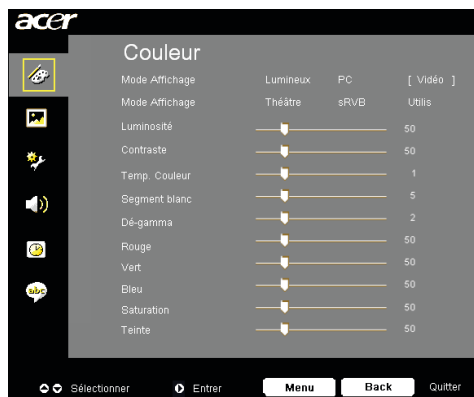 acer
Couleur
Mode Affichage Lumineux PC [ Vidéo ]
Mode Affichage Théâtre sRVB Utilis
Luminosité 50
Contraste 50
Temp. Couleur 1
Segment blanc 5
Dé-gamma 2
Rouge 50
Vert 50
Bleu 50
Saturation 50
Teinte 50
abc
Sélectionner Entrer Menu Back Quitter